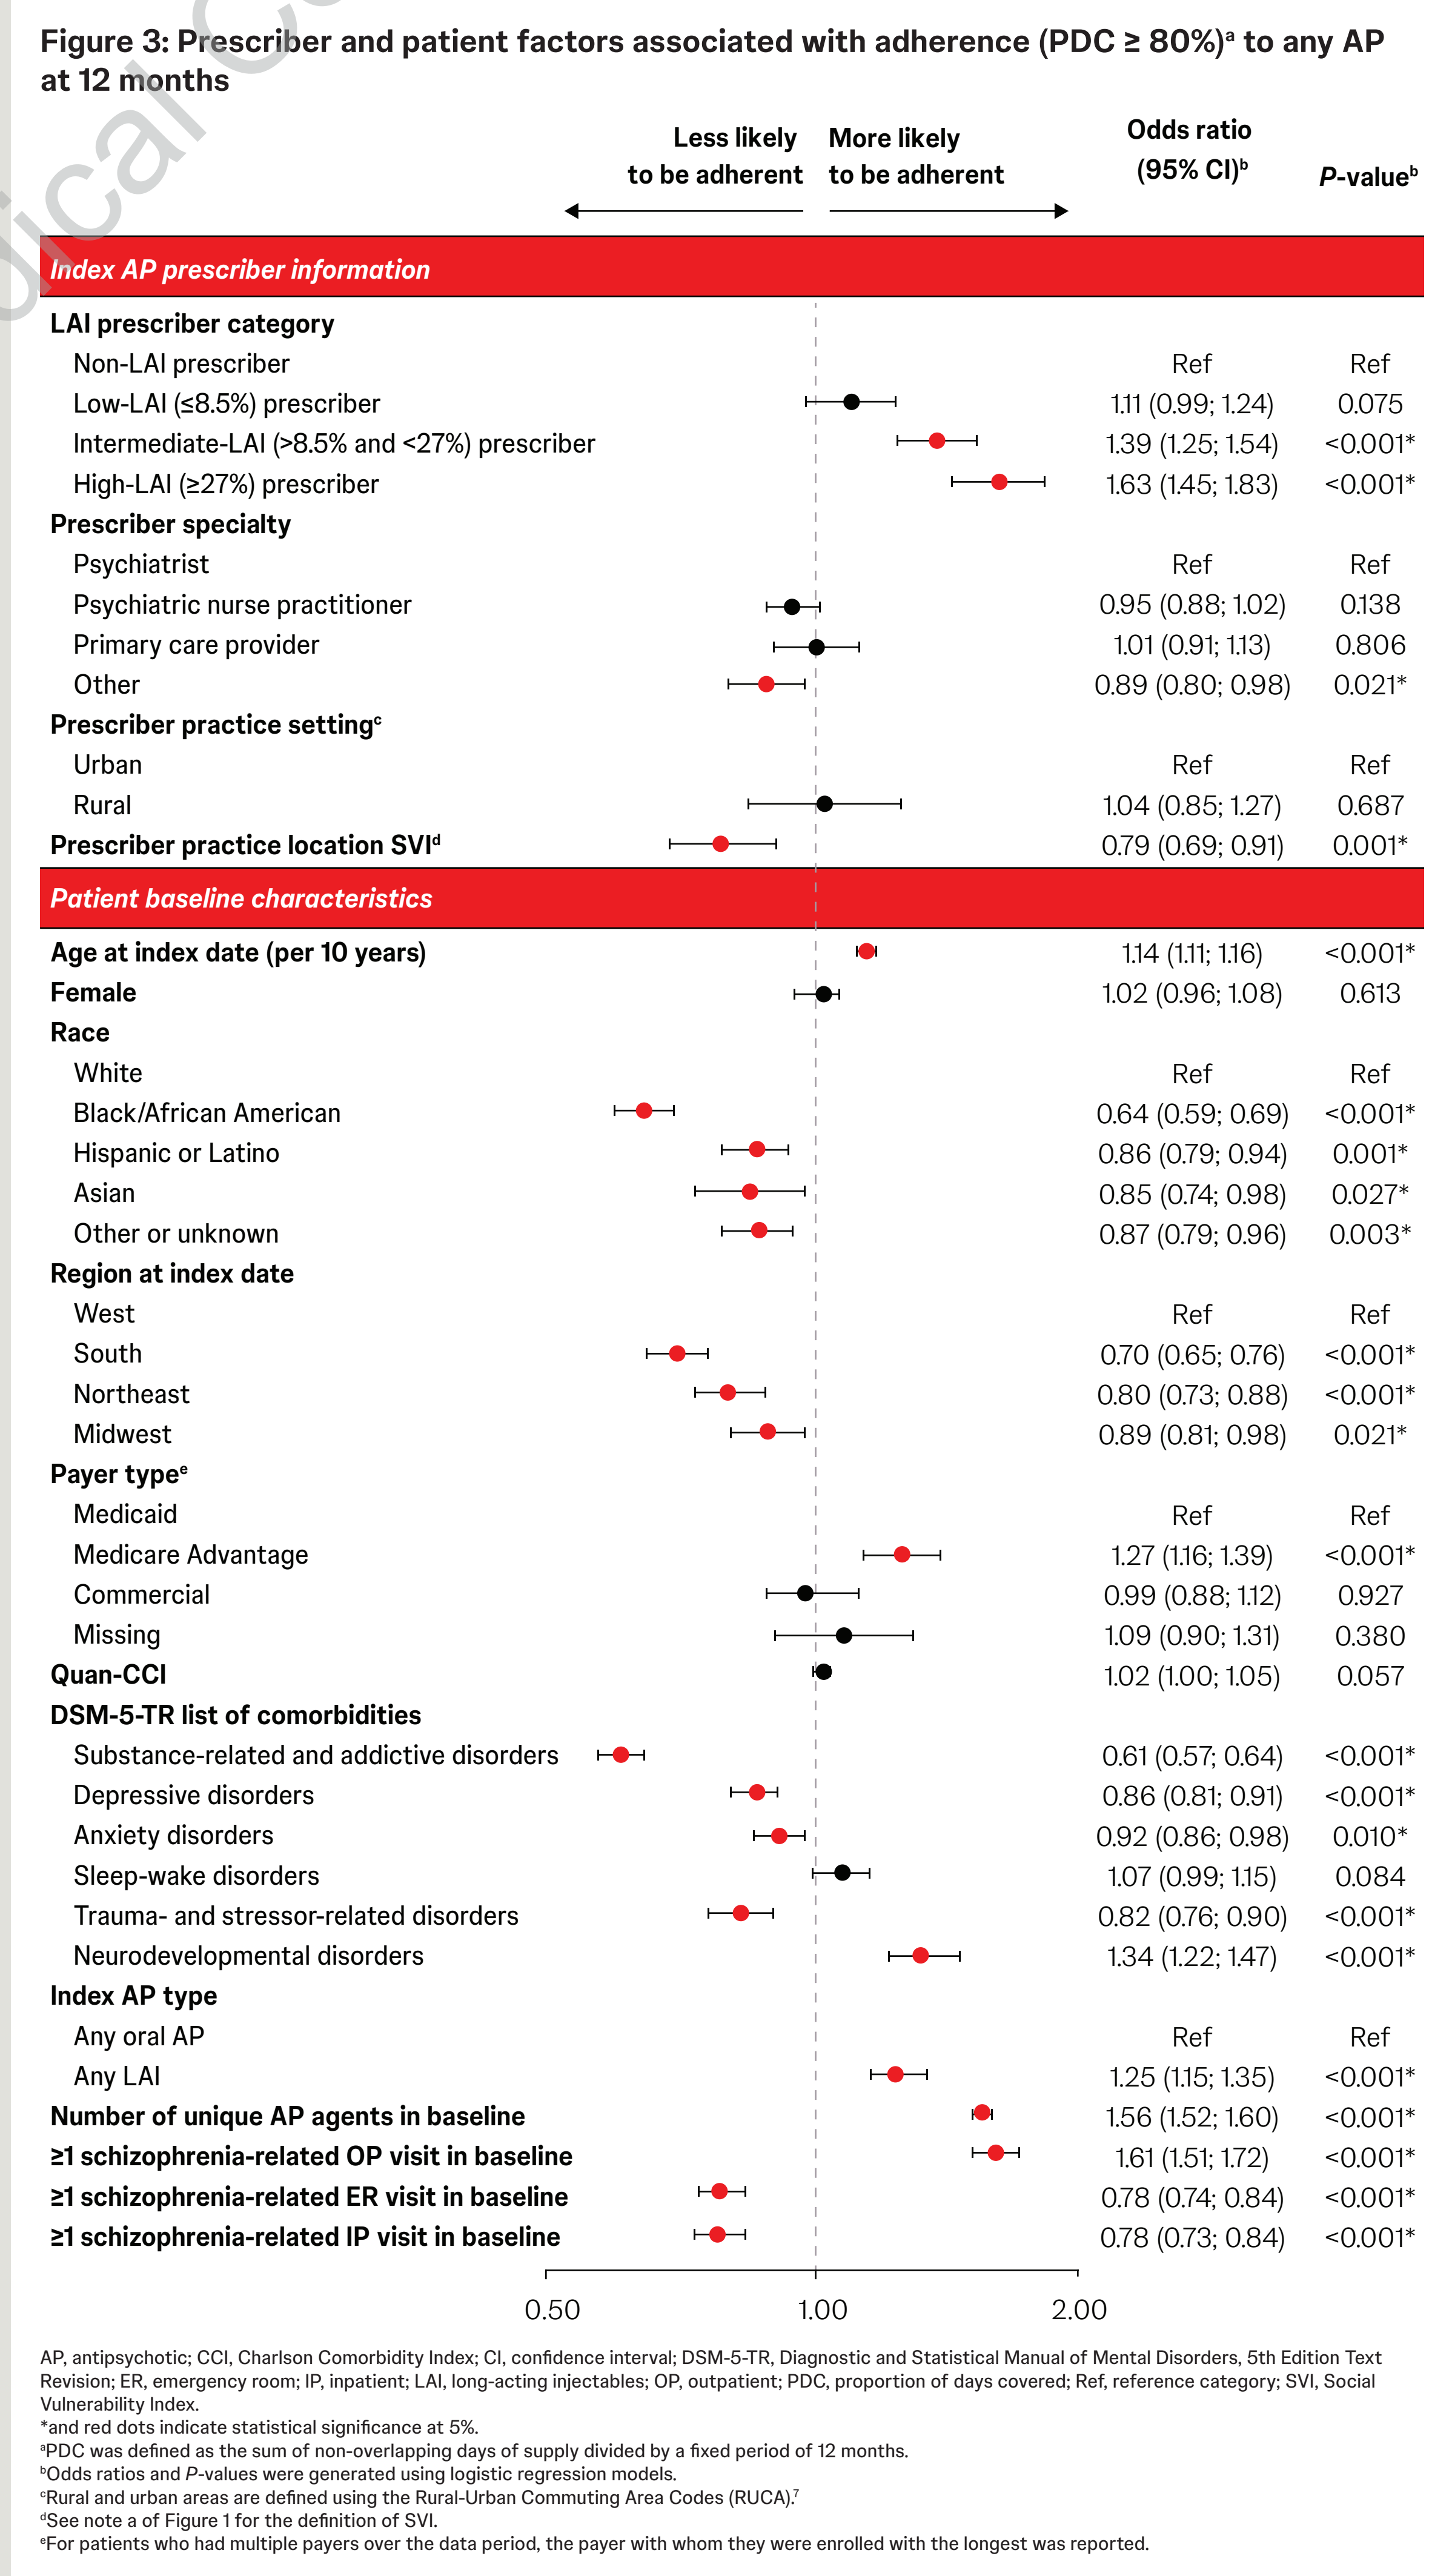 Figure 3: Prescriber and patient factors associated with adherence (PDC ≥ 80%)ᵃ to any AP
at 12 months
Less likely
to be adherent
More likely
to be adherent
Odds ratio
(95% CI)ᵇ
P-valueᵇ
Index AP prescriber information
LAI prescriber category
Non-LAI prescriber Ref Ref
Low-LAI (≤8.5%) prescriber 1.11 (0.99; 1.24) 0.075
Intermediate-LAI (>8.5% and <27%) prescriber 1.39 (1.25; 1.54) <0.001*
High-LAI (≥27%) prescriber 1.63 (1.45; 1.83) <0.001*
Prescriber specialty
Psychiatrist Ref Ref
Psychiatric nurse practitioner 0.95 (0.88; 1.02) 0.138
Primary care provider 1.01 (0.91; 1.13) 0.806
Other 0.89 (0.80; 0.98) 0.021*
Prescriber practice settingᶜ
Urban Ref Ref
Rural 1.04 (0.85; 1.27) 0.687
Prescriber practice location SVIᵈ 0.79 (0.69; 0.91) 0.001*
Patient baseline characteristics
Age at index date (per 10 years) 1.14 (1.11; 1.16) <0.001*
Female 1.02 (0.96; 1.08) 0.613
Race
White Ref Ref
Black/African American 0.64 (0.59; 0.69) <0.001*
Hispanic or Latino 0.86 (0.79; 0.94) 0.001*
Asian 0.85 (0.74; 0.98) 0.027*
Other or unknown 0.87 (0.79; 0.96) 0.003*
Region at index date
West Ref Ref
South 0.70 (0.65; 0.76) <0.001*
Northeast 0.80 (0.73; 0.88) <0.001*
Midwest 0.89 (0.81; 0.98) 0.021*
Payer typeᵉ
Medicaid Ref Ref
Medicare Advantage 1.27 (1.16; 1.39) <0.001*
Commercial 0.99 (0.88; 1.12) 0.927
Missing 1.09 (0.90; 1.31) 0.380
Quan-CCI 1.02 (1.00; 1.05) 0.057
DSM-5-TR list of comorbidities
Substance-related and addictive disorders 0.61 (0.57; 0.64) <0.001*
Depressive disorders 0.86 (0.81; 0.91) <0.001*
Anxiety disorders 0.92 (0.86; 0.98) 0.010*
Sleep-wake disorders 1.07 (0.99; 1.15) 0.084
Trauma- and stressor-related disorders 0.82 (0.76; 0.90) <0.001*
Neurodevelopmental disorders 1.34 (1.22; 1.47) <0.001*
Index AP type
Any oral AP Ref Ref
Any LAI 1.25 (1.15; 1.35) <0.001*
Number of unique AP agents in baseline 1.56 (1.52; 1.60) <0.001*
≥1 schizophrenia-related OP visit in baseline 1.61 (1.51; 1.72) <0.001*
≥1 schizophrenia-related ER visit in baseline 0.78 (0.74; 0.84) <0.001*
≥1 schizophrenia-related IP visit in baseline 0.78 (0.73; 0.84) <0.001*
0.50 1.00 2.00
AP, antipsychotic; CCI, Charlson Comorbidity Index; CI, confidence interval; DSM-5-TR, Diagnostic and Statistical Manual of Mental Disorders, 5th Edition Text
Revision; ER, emergency room; IP, inpatient; LAI, long-acting injectables; OP, outpatient; PDC, proportion of days covered; Ref, reference category; SVI, Social
Vulnerability Index.
*and red dots indicate statistical significance at 5%.
ᵃPDC was defined as the sum of non-overlapping days of supply divided by a fixed period of 12 months.
ᵇOdds ratios and P-values were generated using logistic regression models.
ᶜRural and urban areas are defined using the Rural-Urban Commuting Area Codes (RUCA).⁷
ᵈSee note a of Figure 1 for the definition of SVI.
ᵉFor patients who had multiple payers over the data period, the payer with whom they were enrolled with the longest was reported.